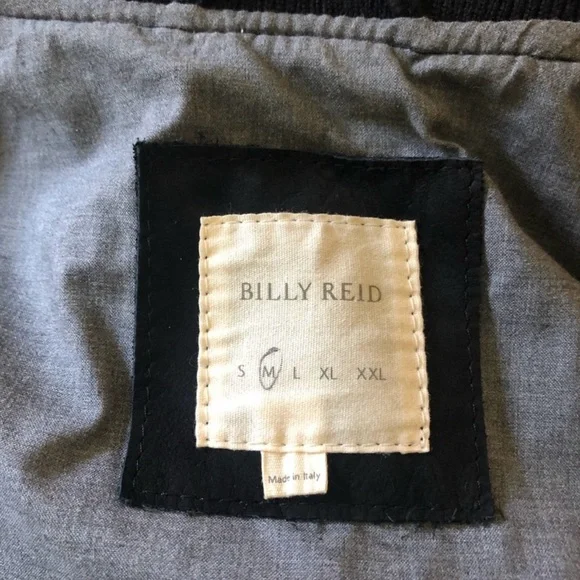 BILLY REID
S M L XL XXL
Made in Italy